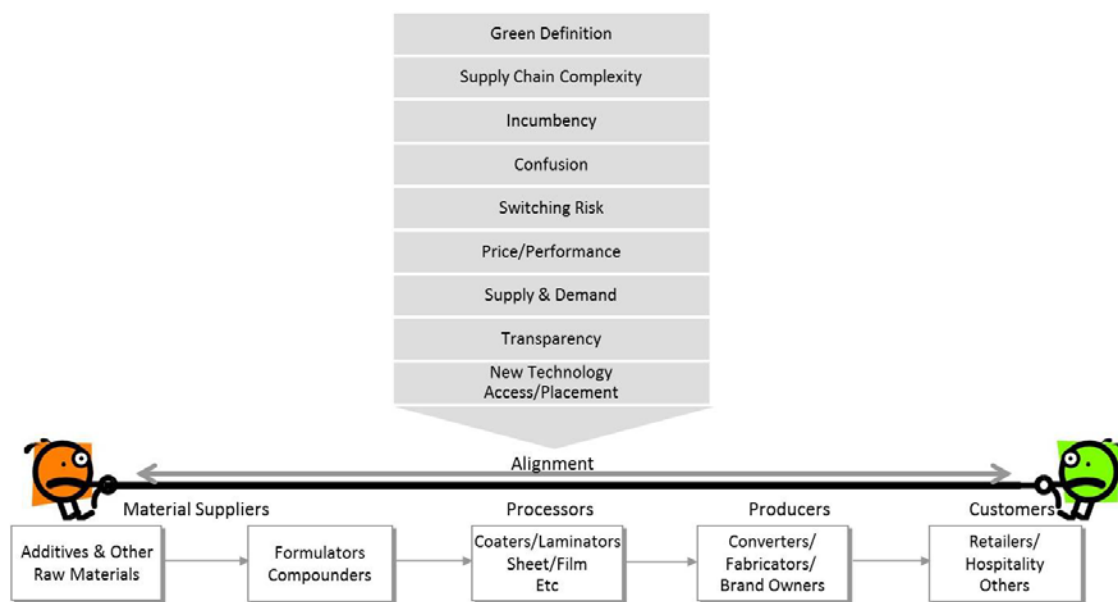 Green Definition
Supply Chain Complexity
Incumbency
Confusion
Switching Risk
Price/Performance
Supply & Demand
Transparency
New Technology
Access/Placement
Alignment
Material Suppliers
Processors
Producers
Customers
Additives & Other
Raw Materials
Formulators
Compounders
Coaters/Laminators
Sheet/Film
Etc
Converters/
Fabricators/
Brand Owners
Retailers/
Hospitality
Others